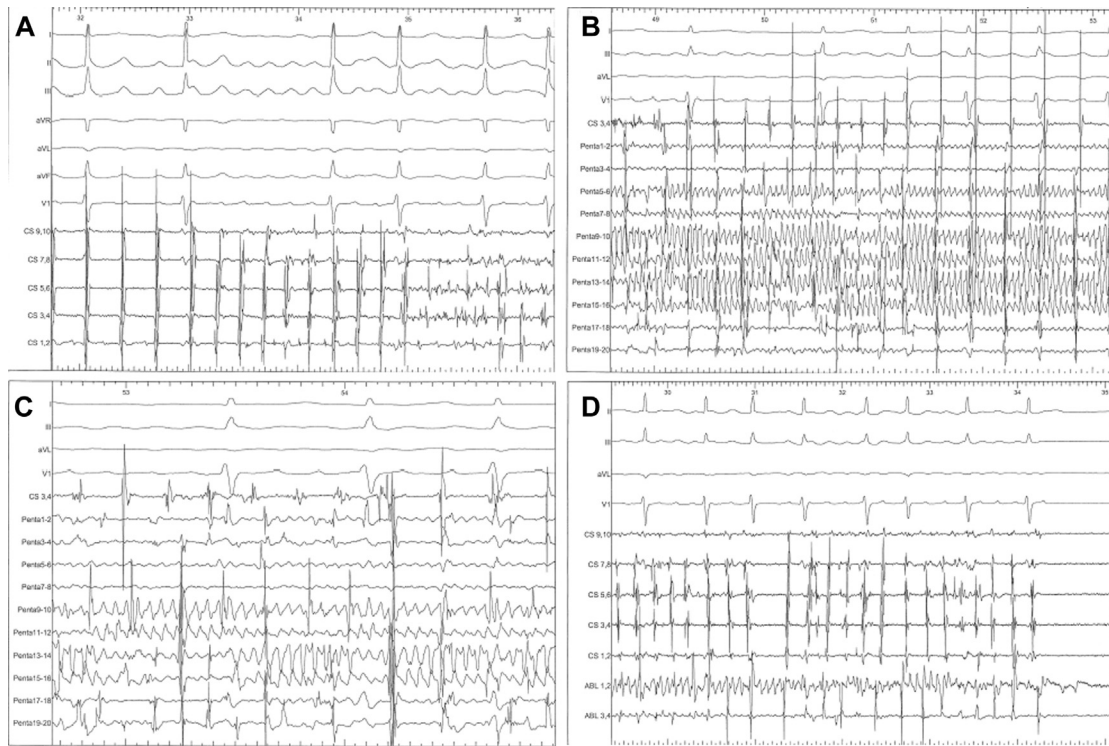 A
32 33 34 35 36
I
II
III
aVR
aVL
aVF
V1
CS 9,10
CS 7,8
CS 5,6
CS 3,4
CS 1,2
B
49 50 51 52 53
I
III
aVL
V1
CS 3,4
Penta1-2
Penta3-4
Penta5-6
Penta7-8
Penta9-10
Penta11-12
Penta13-14
Penta15-16
Penta17-18
Penta19-20
C
53 54
I
III
aVL
V1
CS 3,4
Penta1-2
Penta3-4
Penta5-6
Penta7-8
Penta9-10
Penta11-12
Penta13-14
Penta15-16
Penta17-18
Penta19-20
D
30 31 32 33 34 35
II
III
aVL
V1
CS 9,10
CS 7,8
CS 5,6
CS 3,4
CS 1,2
ABL 1,2
ABL 3,4